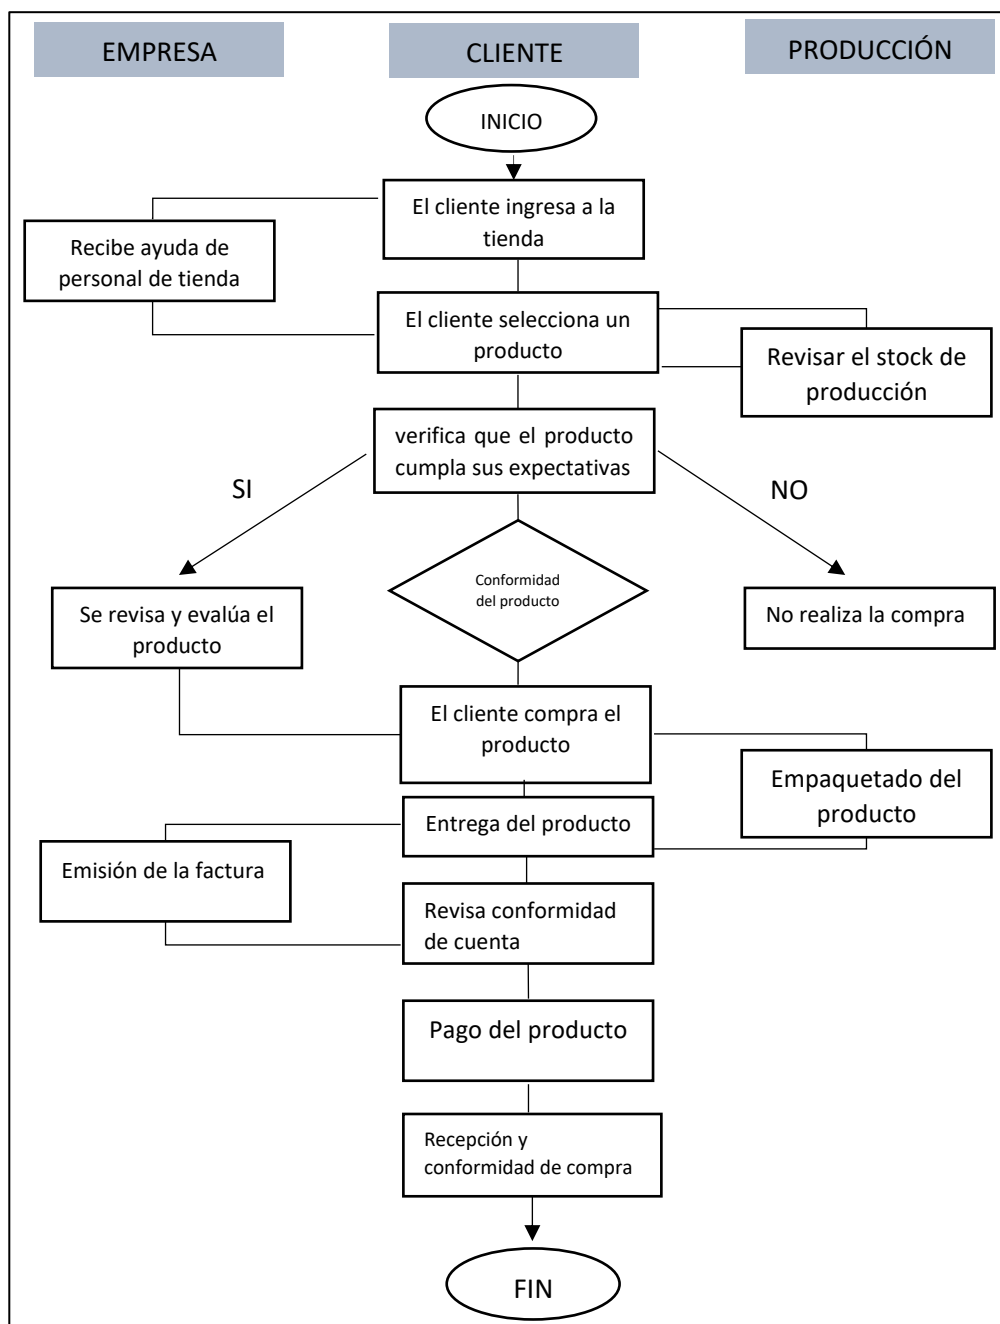 EMPRESA
CLIENTE
PRODUCCIÓN
INICIO
El cliente ingresa a la
tienda
Recibe ayuda de
personal de tienda
El cliente selecciona un
producto
Revisar el stock de
producción
verifica que el producto
cumpla sus expectativas
SI
NO
Conformidad
del producto
Se revisa y evalúa el
producto
No realiza la compra
El cliente compra el
producto
Empaquetado del
producto
Entrega del producto
Emisión de la factura
Revisa conformidad
de cuenta
Pago del producto
Recepción y
conformidad de compra
FIN